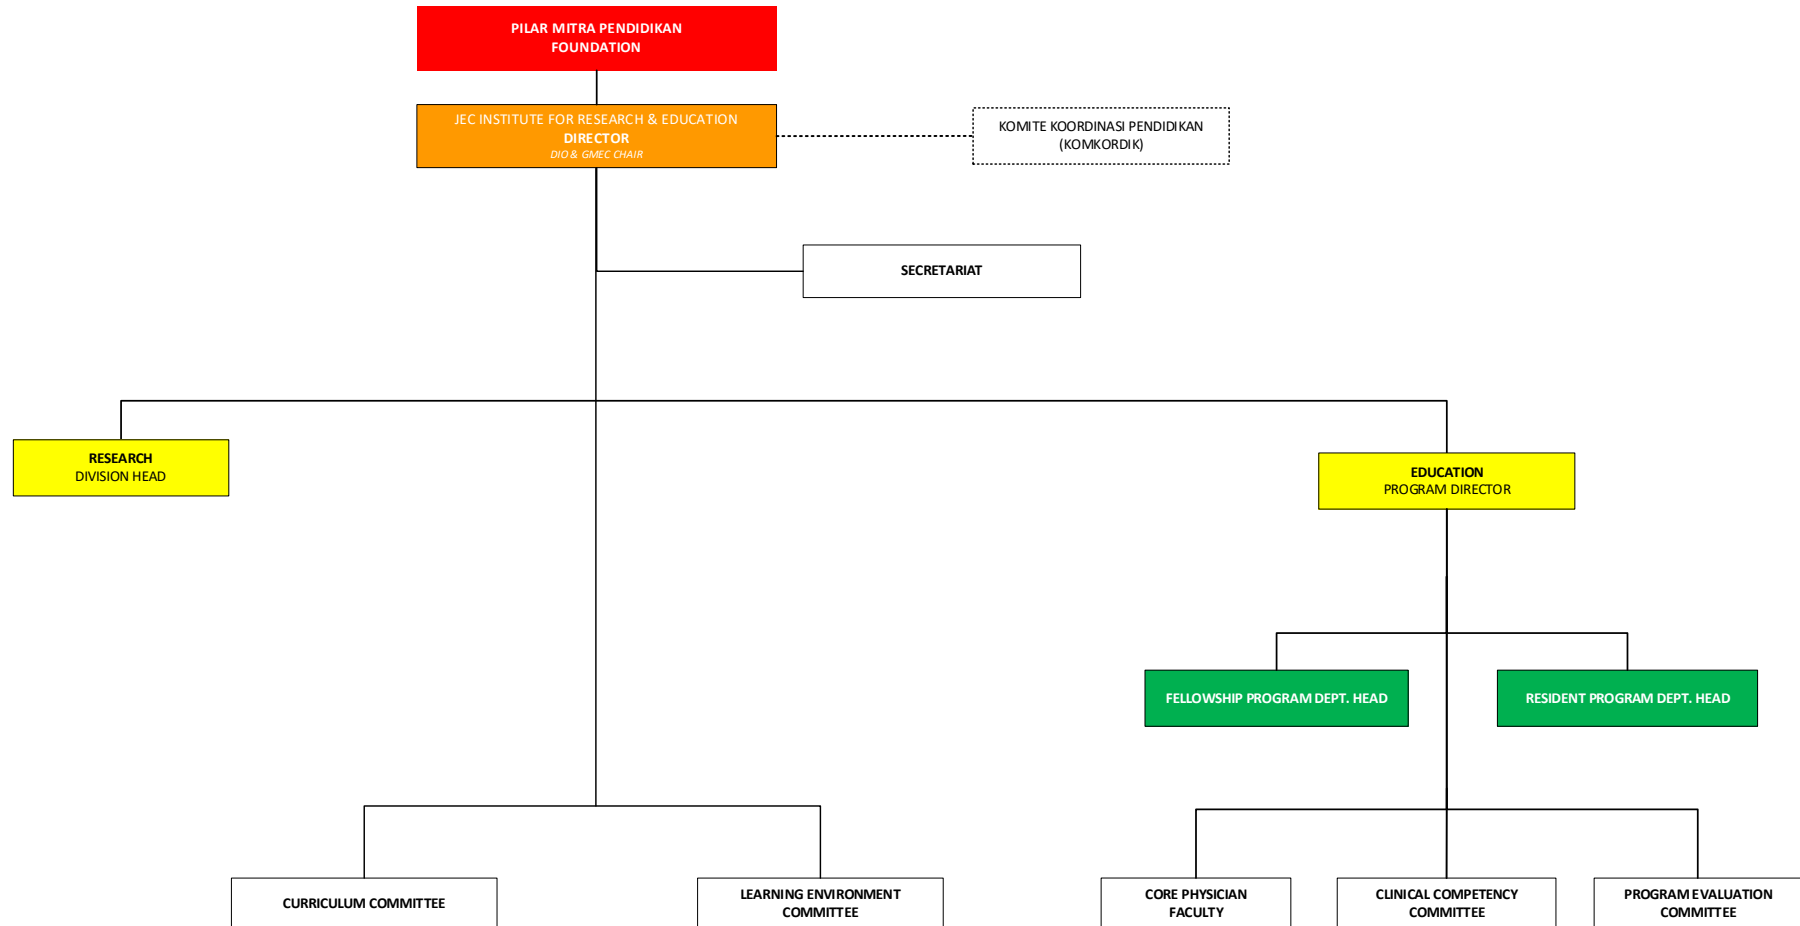 PILAR MITRA PENDIDIKAN
FOUNDATION
JEC INSTITUTE FOR RESEARCH & EDUCATION
DIRECTOR
DIO & GMEC CHAIR
KOMITE KOORDINASI PENDIDIKAN
(KOMKORDIK)
SECRETARIAT
RESEARCH
DIVISION HEAD
EDUCATION
PROGRAM DIRECTOR
FELLOWSHIP PROGRAM DEPT. HEAD
RESIDENT PROGRAM DEPT. HEAD
CURRICULUM COMMITTEE
LEARNING ENVIRONMENT
COMMITTEE
CORE PHYSICIAN
FACULTY
CLINICAL COMPETENCY
COMMITTEE
PROGRAM EVALUATION
COMMITTEE